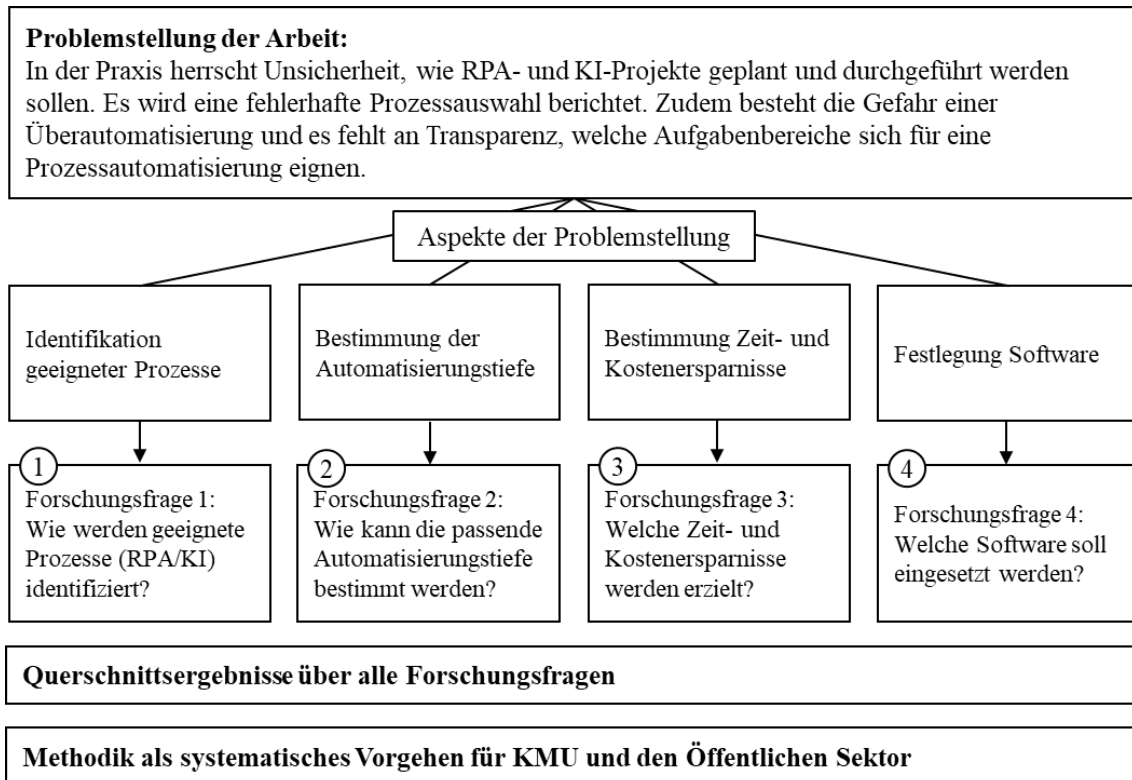 Problemstellung der Arbeit:
In der Praxis herrscht Unsicherheit, wie RPA- und KI-Projekte geplant und durchgeführt werden
sollen. Es wird eine fehlerhafte Prozessauswahl berichtet. Zudem besteht die Gefahr einer
Überautomatisierung und es fehlt an Transparenz, welche Aufgabenbereiche sich für eine
Prozessautomatisierung eignen.
Aspekte der Problemstellung
Identifikation
geeigneter Prozesse
Bestimmung der
Automatisierungstiefe
Bestimmung Zeit- und
Kostenersparnisse
Festlegung Software
1
Forschungsfrage 1:
Wie werden geeignete
Prozesse (RPA/KI)
identifiziert?
2
Forschungsfrage 2:
Wie kann die passende
Automatisierungstiefe
bestimmt werden?
3
Forschungsfrage 3:
Welche Zeit- und
Kostenersparnisse
werden erzielt?
4
Forschungsfrage 4:
Welche Software soll
eingesetzt werden?
Querschnittsergebnisse über alle Forschungsfragen
Methodik als systematisches Vorgehen für KMU und den Öffentlichen Sektor